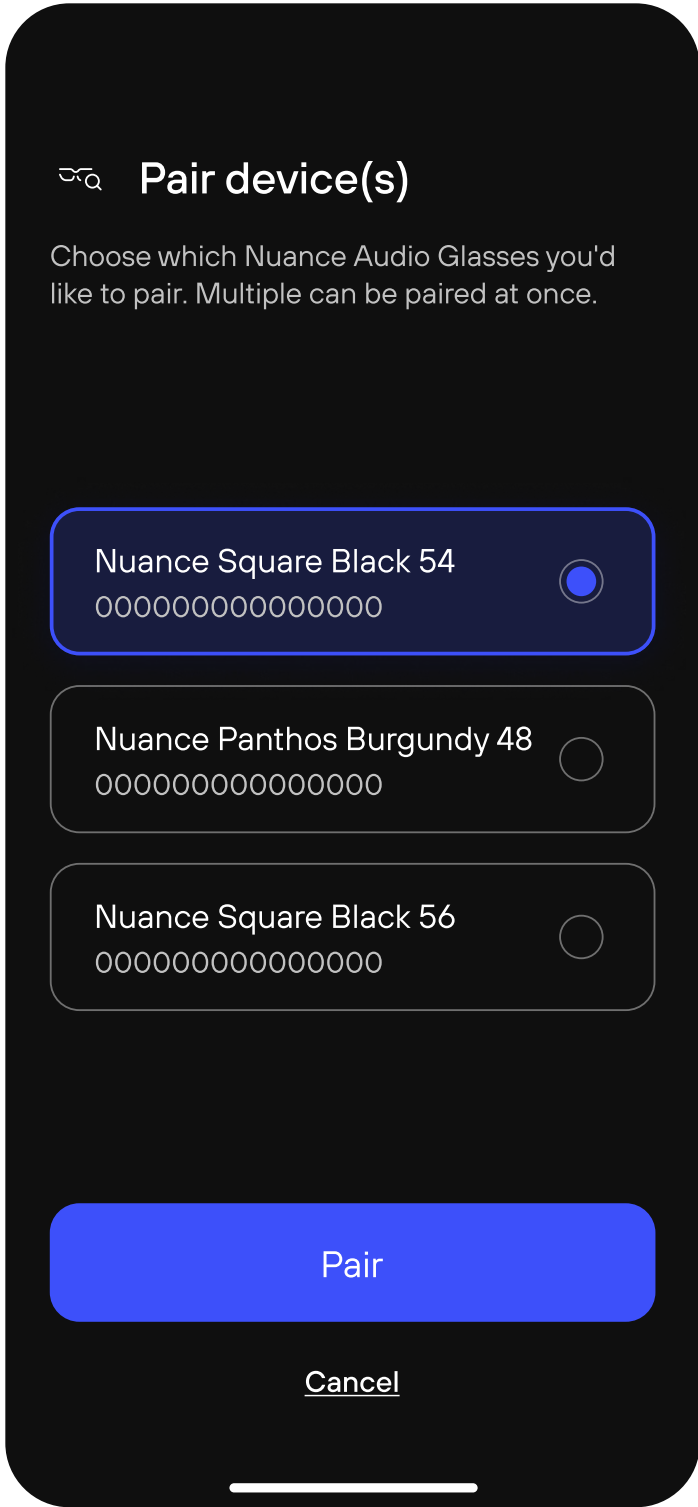 Pair device(s)
Choose which Nuance Audio Glasses you'd
like to pair. Multiple can be paired at once.
Nuance Square Black 54
000000000000000
Nuance Panthos Burgundy 48
000000000000000
Nuance Square Black 56
000000000000000
Pair
Cancel